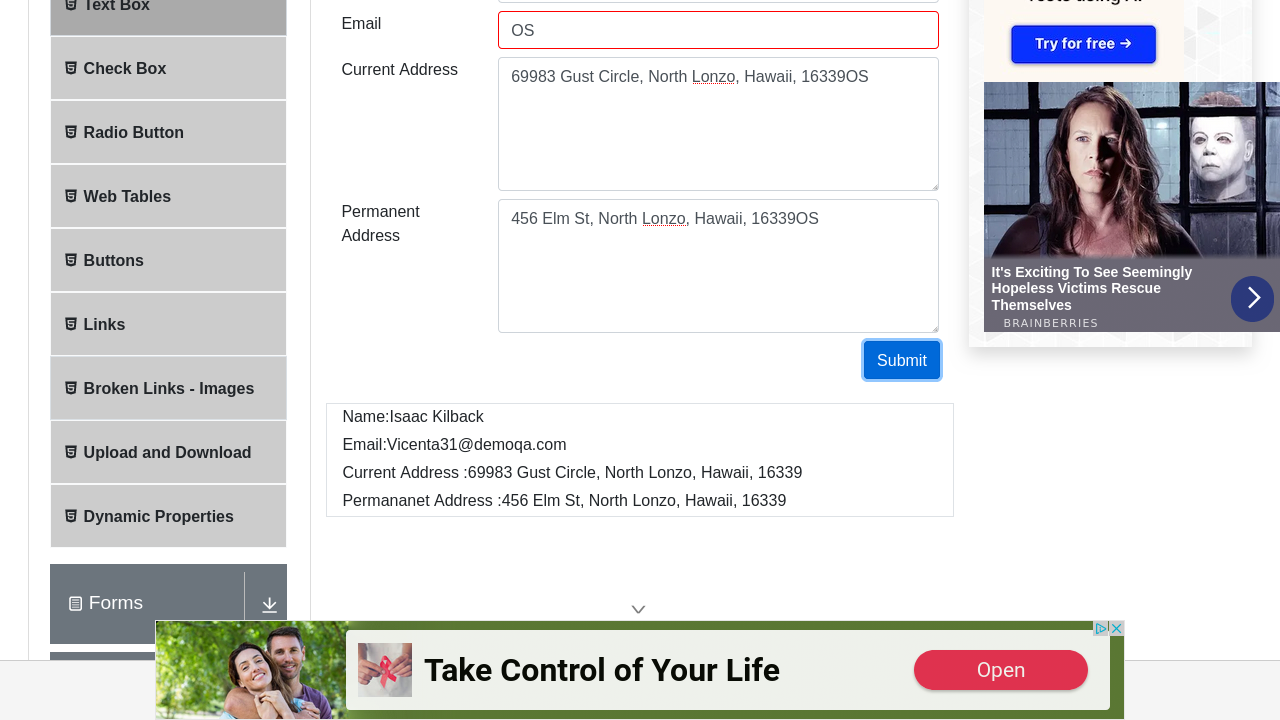 Text Box
Check Box
Radio Button
Web Tables
Buttons
Links
Broken Links - Images
Upload and Download
Dynamic Properties
Forms
Email
OS
Current Address
69983 Gust Circle, North Lonzo, Hawaii, 16339OS
Permanent
Address
456 Elm St, North Lonzo, Hawaii, 16339OS
Submit
Name:Isaac Kilback
Email:Vicenta31@demoqa.com
Current Address :69983 Gust Circle, North Lonzo, Hawaii, 16339
Permananet Address :456 Elm St, North Lonzo, Hawaii, 16339
Try for free →
It's Exciting To See Seemingly
Hopeless Victims Rescue
Themselves
BRAINBERRIES
Take Control of Your Life
Open